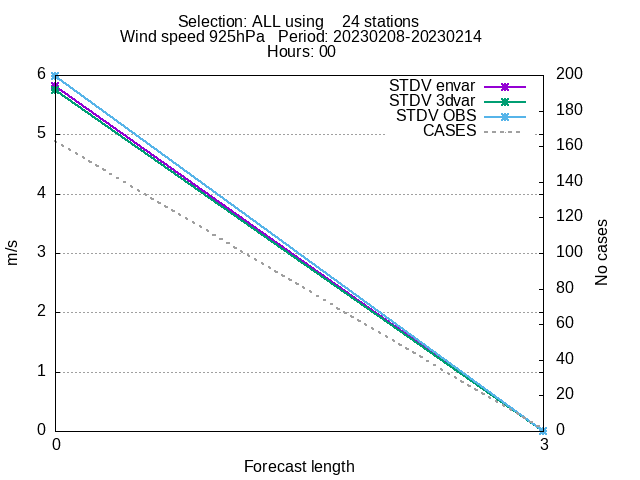 Selection: ALL using    24 stations
Wind speed 925hPa   Period: 20230208-20230214
Hours: 00
STDV envar
STDV 3dvar
STDV OBS
CASES
6
5
4
3
2
1
0
m/s
200
180
160
140
120
100
80
60
40
20
0
No cases
0 3
Forecast length